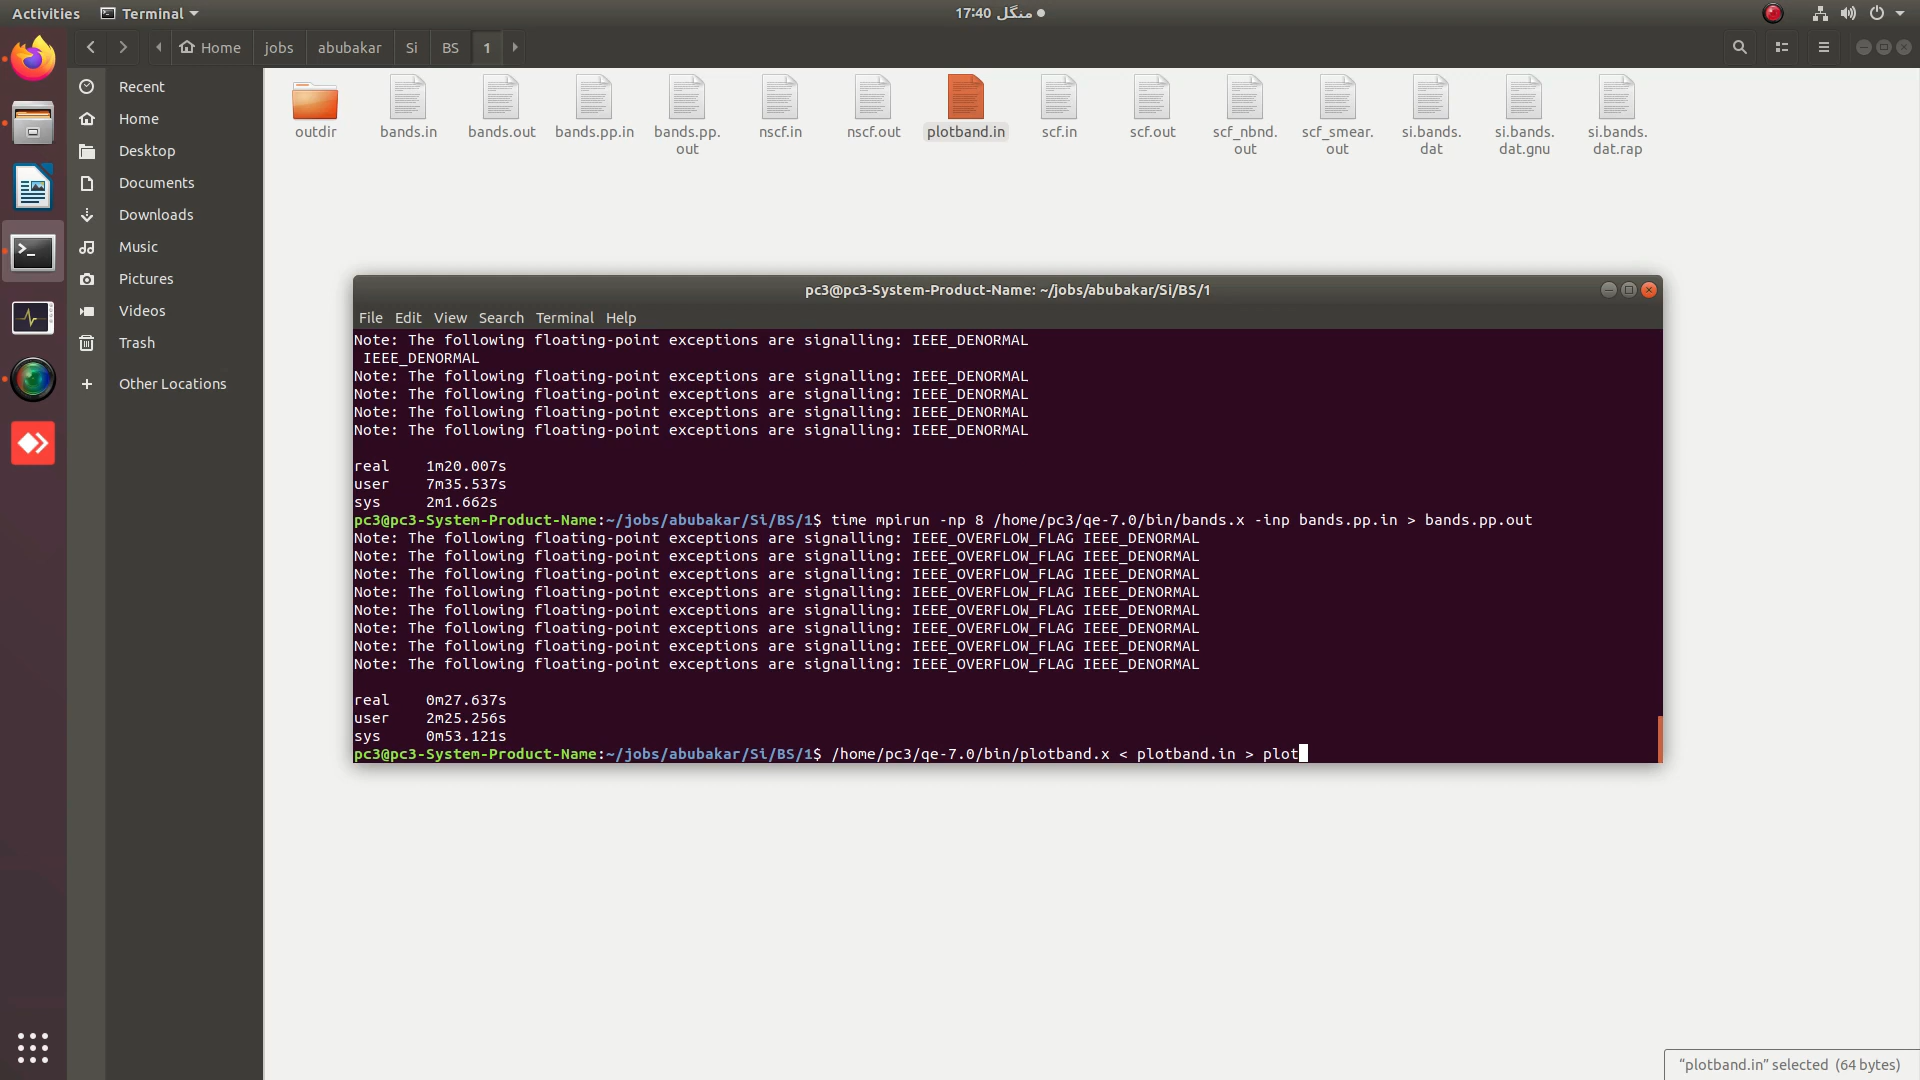 Activities
Terminal
منگل 17:40
Home
jobs
abubakar
Si
BS
1
Recent
Home
Desktop
Documents
Downloads
Music
Pictures
Videos
Trash
Other Locations
outdir
bands.in
bands.out
bands.pp.in
bands.pp.
out
nscf.in
nscf.out
plotband.in
scf.in
scf.out
scf_nbnd.
out
scf_smear.
out
si.bands.
dat
si.bands.
dat.gnu
si.bands.
dat.rap
pc3@pc3-System-Product-Name: ~/jobs/abubakar/Si/BS/1
File Edit View Search Terminal Help
Note: The following floating-point exceptions are signalling: IEEE_DENORMAL
IEEE_DENORMAL
Note: The following floating-point exceptions are signalling: IEEE_DENORMAL
Note: The following floating-point exceptions are signalling: IEEE_DENORMAL
Note: The following floating-point exceptions are signalling: IEEE_DENORMAL
Note: The following floating-point exceptions are signalling: IEEE_DENORMAL
real 1m20.007s
user 7m35.537s
sys 2m1.662s
pc3@pc3-System-Product-Name:~/jobs/abubakar/Si/BS/1$ time mpirun -np 8 /home/pc3/qe-7.0/bin/bands.x -inp bands.pp.in > bands.pp.out
Note: The following floating-point exceptions are signalling: IEEE_OVERFLOW_FLAG IEEE_DENORMAL
Note: The following floating-point exceptions are signalling: IEEE_OVERFLOW_FLAG IEEE_DENORMAL
Note: The following floating-point exceptions are signalling: IEEE_OVERFLOW_FLAG IEEE_DENORMAL
Note: The following floating-point exceptions are signalling: IEEE_OVERFLOW_FLAG IEEE_DENORMAL
Note: The following floating-point exceptions are signalling: IEEE_OVERFLOW_FLAG IEEE_DENORMAL
Note: The following floating-point exceptions are signalling: IEEE_OVERFLOW_FLAG IEEE_DENORMAL
Note: The following floating-point exceptions are signalling: IEEE_OVERFLOW_FLAG IEEE_DENORMAL
Note: The following floating-point exceptions are signalling: IEEE_OVERFLOW_FLAG IEEE_DENORMAL
real 0m27.637s
user 2m25.256s
sys 0m53.121s
pc3@pc3-System-Product-Name:~/jobs/abubakar/Si/BS/1$ /home/pc3/qe-7.0/bin/plotband.x < plotband.in > plot
“plotband.in” selected (64 bytes)